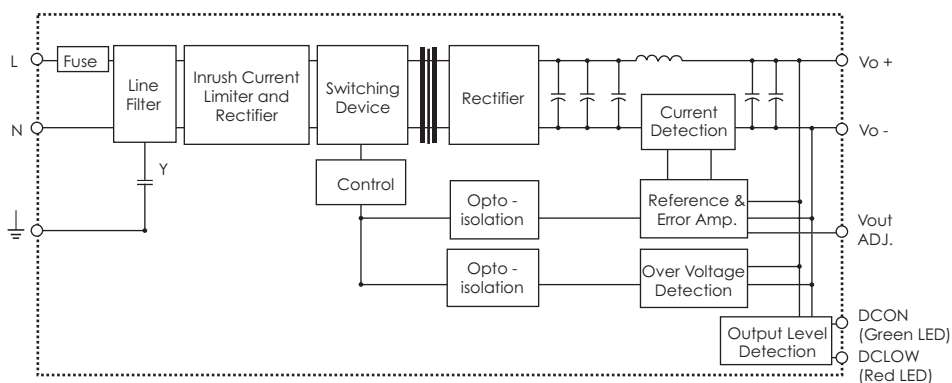 L
Fuse
Line
Filter
Inrush Current
Limiter and
Rectifier
Switching
Device
Rectifier
Current
Detection
Vo +
N
Vo -
Y
Control
Opto -
isolation
Reference &
Error Amp.
Vout
ADJ.
Opto -
isolation
Over Voltage
Detection
Output Level
Detection
DCON
(Green LED)
DCLOW
(Red LED)